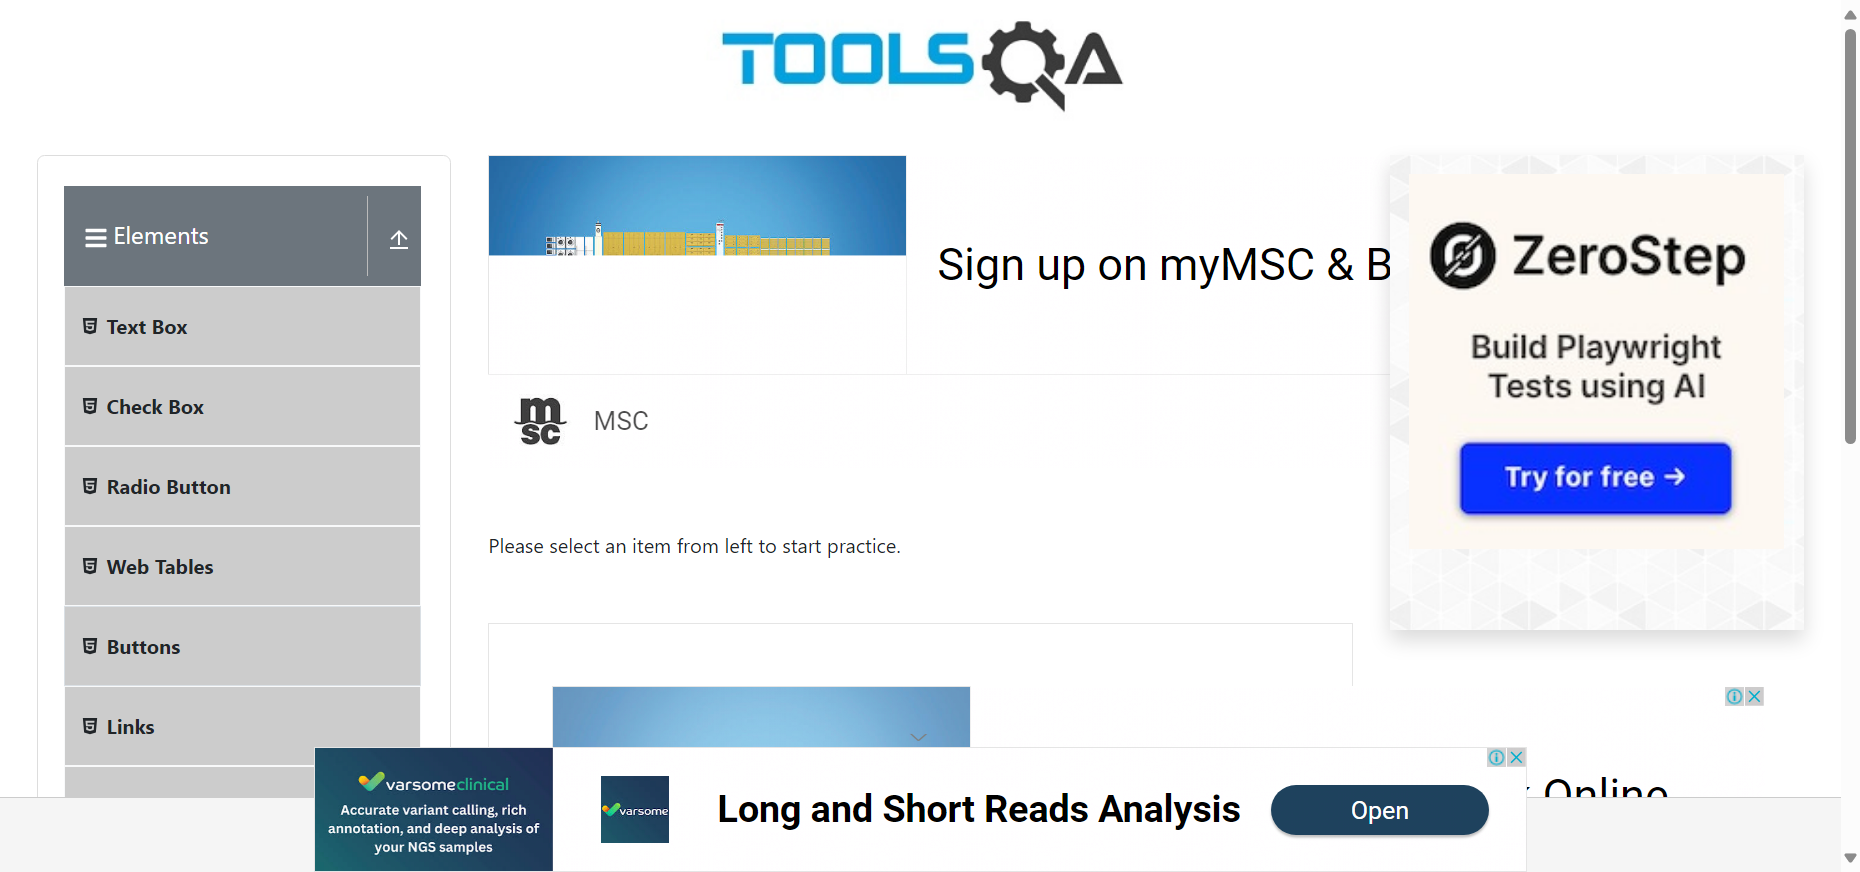 TOOLSQA
Elements
Text Box
Check Box
Radio Button
Web Tables
Buttons
Links
Sign up on myMSC & B
MSC
Please select an item from left to start practice.
ZeroStep
Build Playwright
Tests using AI
Try for free →
Online
varsomeclinical
Accurate variant calling, rich
annotation, and deep analysis of
your NGS samples
varsome
Long and Short Reads Analysis
Open